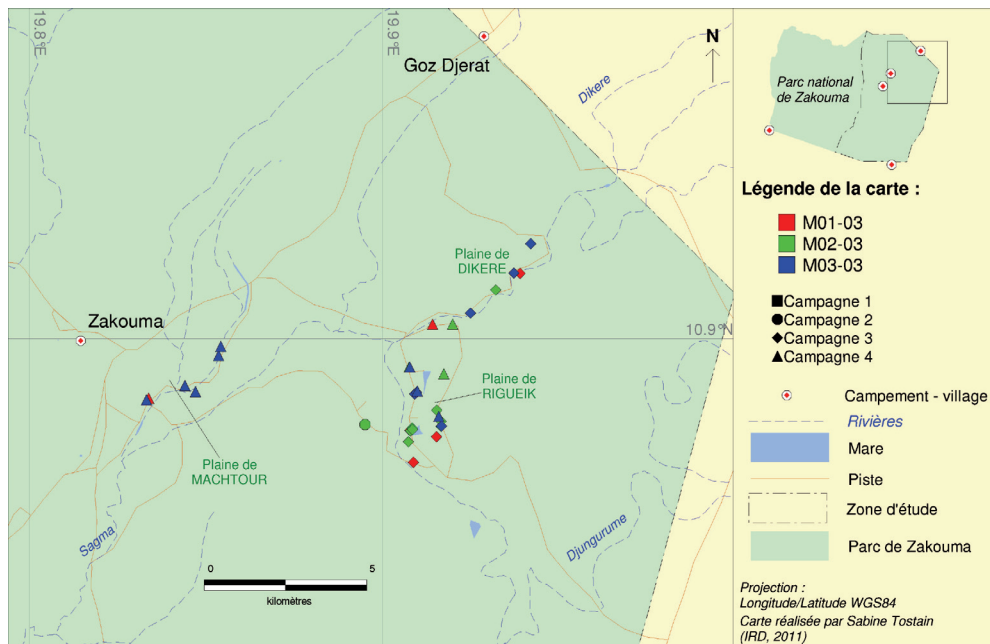 19.8°E
19.9°E
Goz Djerat
N
Dikere
Plaine de
DIKERE
Zakouma
10.9°N
Plaine de
RIGUEIK
Plaine de
MACHTOUR
Sagma
Djungurume
0
5
kilomètres
Parc national
de Zakouma
Légende de la carte :
M01-03
M02-03
M03-03
Campagne 1
Campagne 2
Campagne 3
Campagne 4
Campement - village
Rivières
Mare
Piste
Zone d'étude
Parc de Zakouma
Projection :
Longitude/Latitude WGS84
Carte réalisée par Sabine Tostain
(IRD, 2011)